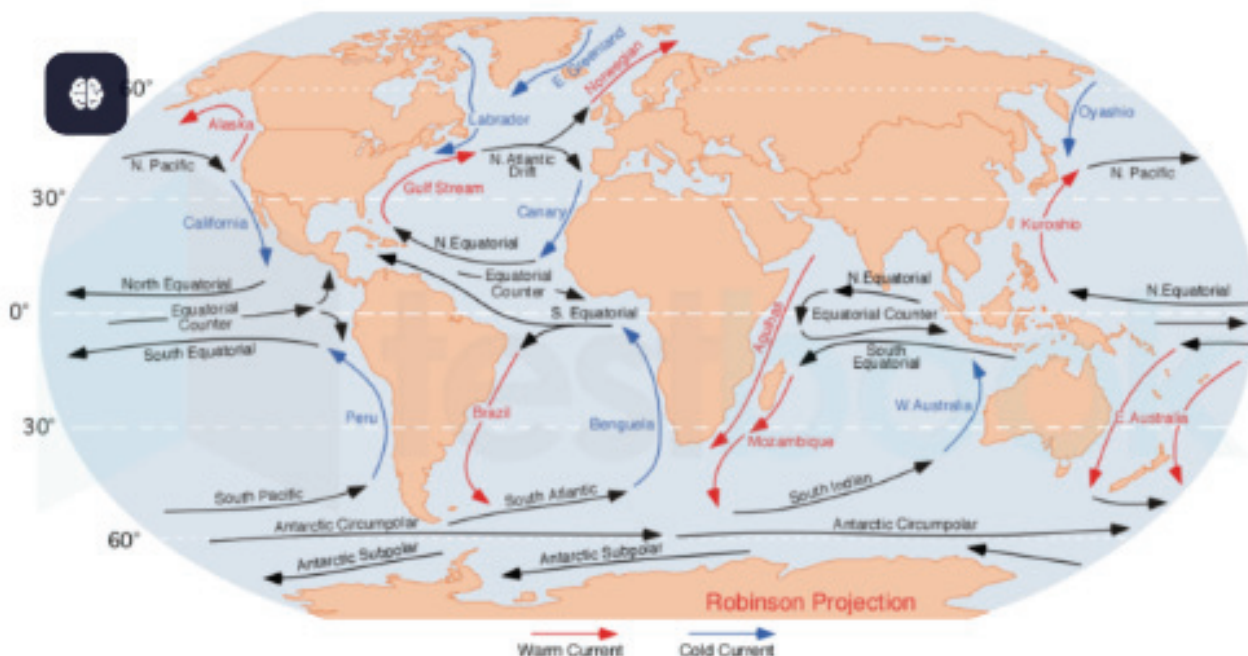 60°
Alaska
N. Pacific
California
30°
North Equatorial
Equatorial
Counter
0°
South Equatorial
Peru
30°
South Pacific
60°
Antarctic Circumpolar
Antarctic Subpolar
Labrador
E. Greenland
Norwegian
N. Atlantic
Drift
Gulf Stream
Canary
N.Equatorial
Equatorial
Counter
S. Equatorial
Brazil
Benguela
South Atlantic
Antarctic Subpolar
Agulhas
Mozambique
N.Equatorial
Equatorial Counter
South
Equatorial
W.Australia
South Indian
Antarctic Circumpolar
Oyashio
N. Pacific
Kuroshio
N.Equatorial
E.Australia
Robinson Projection
Warm Current
Cold Current